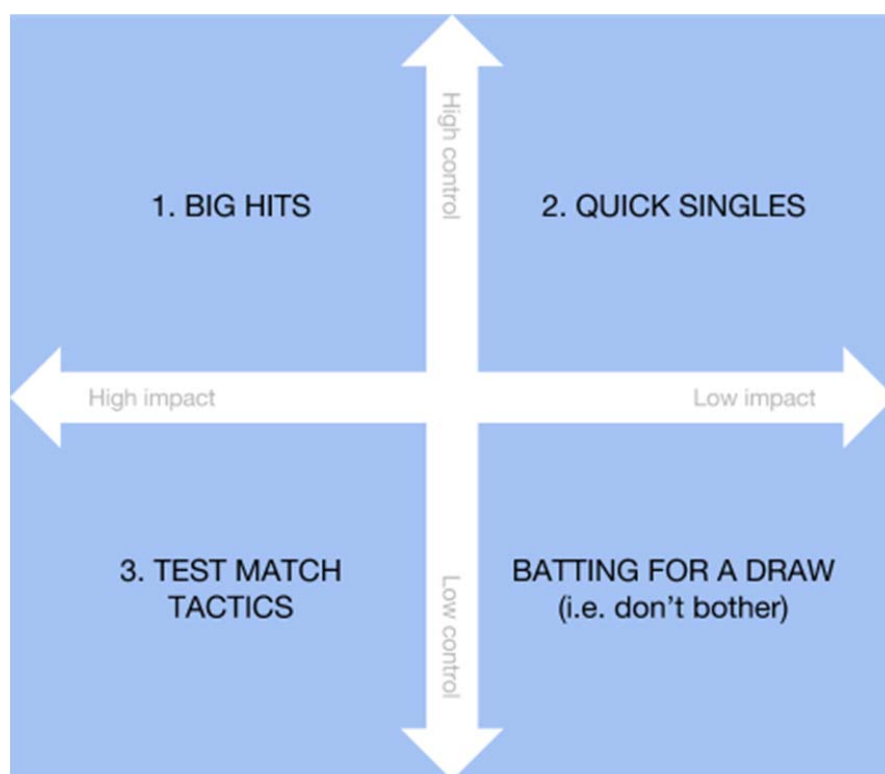 High control
1. BIG HITS
2. QUICK SINGLES
High impact
Low impact
3. TEST MATCH
TACTICS
BATTING FOR A DRAW
(i.e. don't bother)
Low control